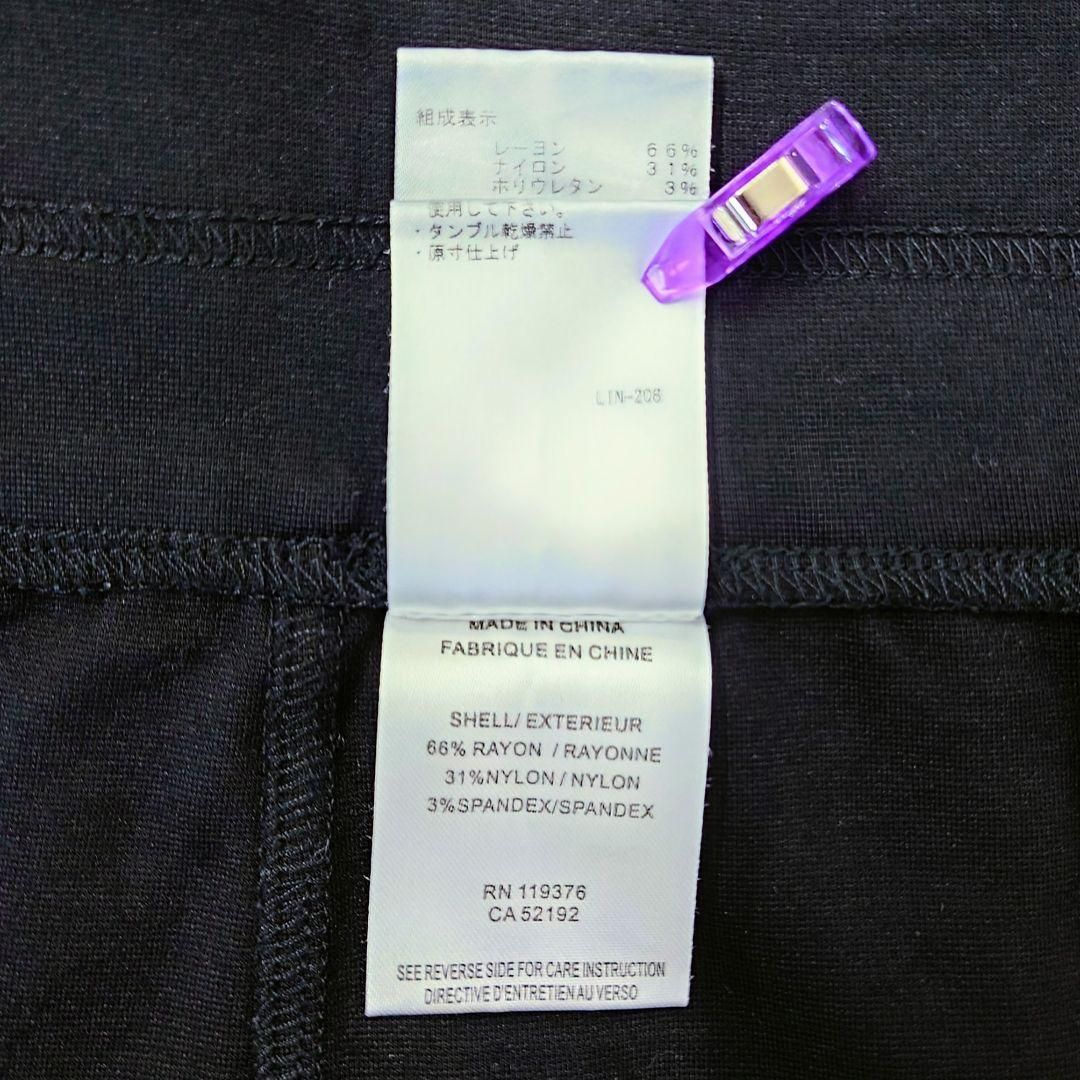 組成表示
レーヨン 66%
ナイロン 31%
ポリウレタン 3%
使用して下さい。
・タンブル乾燥禁止
・原寸仕上げ
LIN-208
MADE IN CHINA
FABRIQUE EN CHINE
SHELL/ EXTERIEUR
66% RAYON / RAYONNE
31%NYLON / NYLON
3%SPANDEX/SPANDEX
RN 119376
CA 52192
SEE REVERSE SIDE FOR CARE INSTRUCTION
DIRECTIVE D'ENTRETIEN AU VERSO